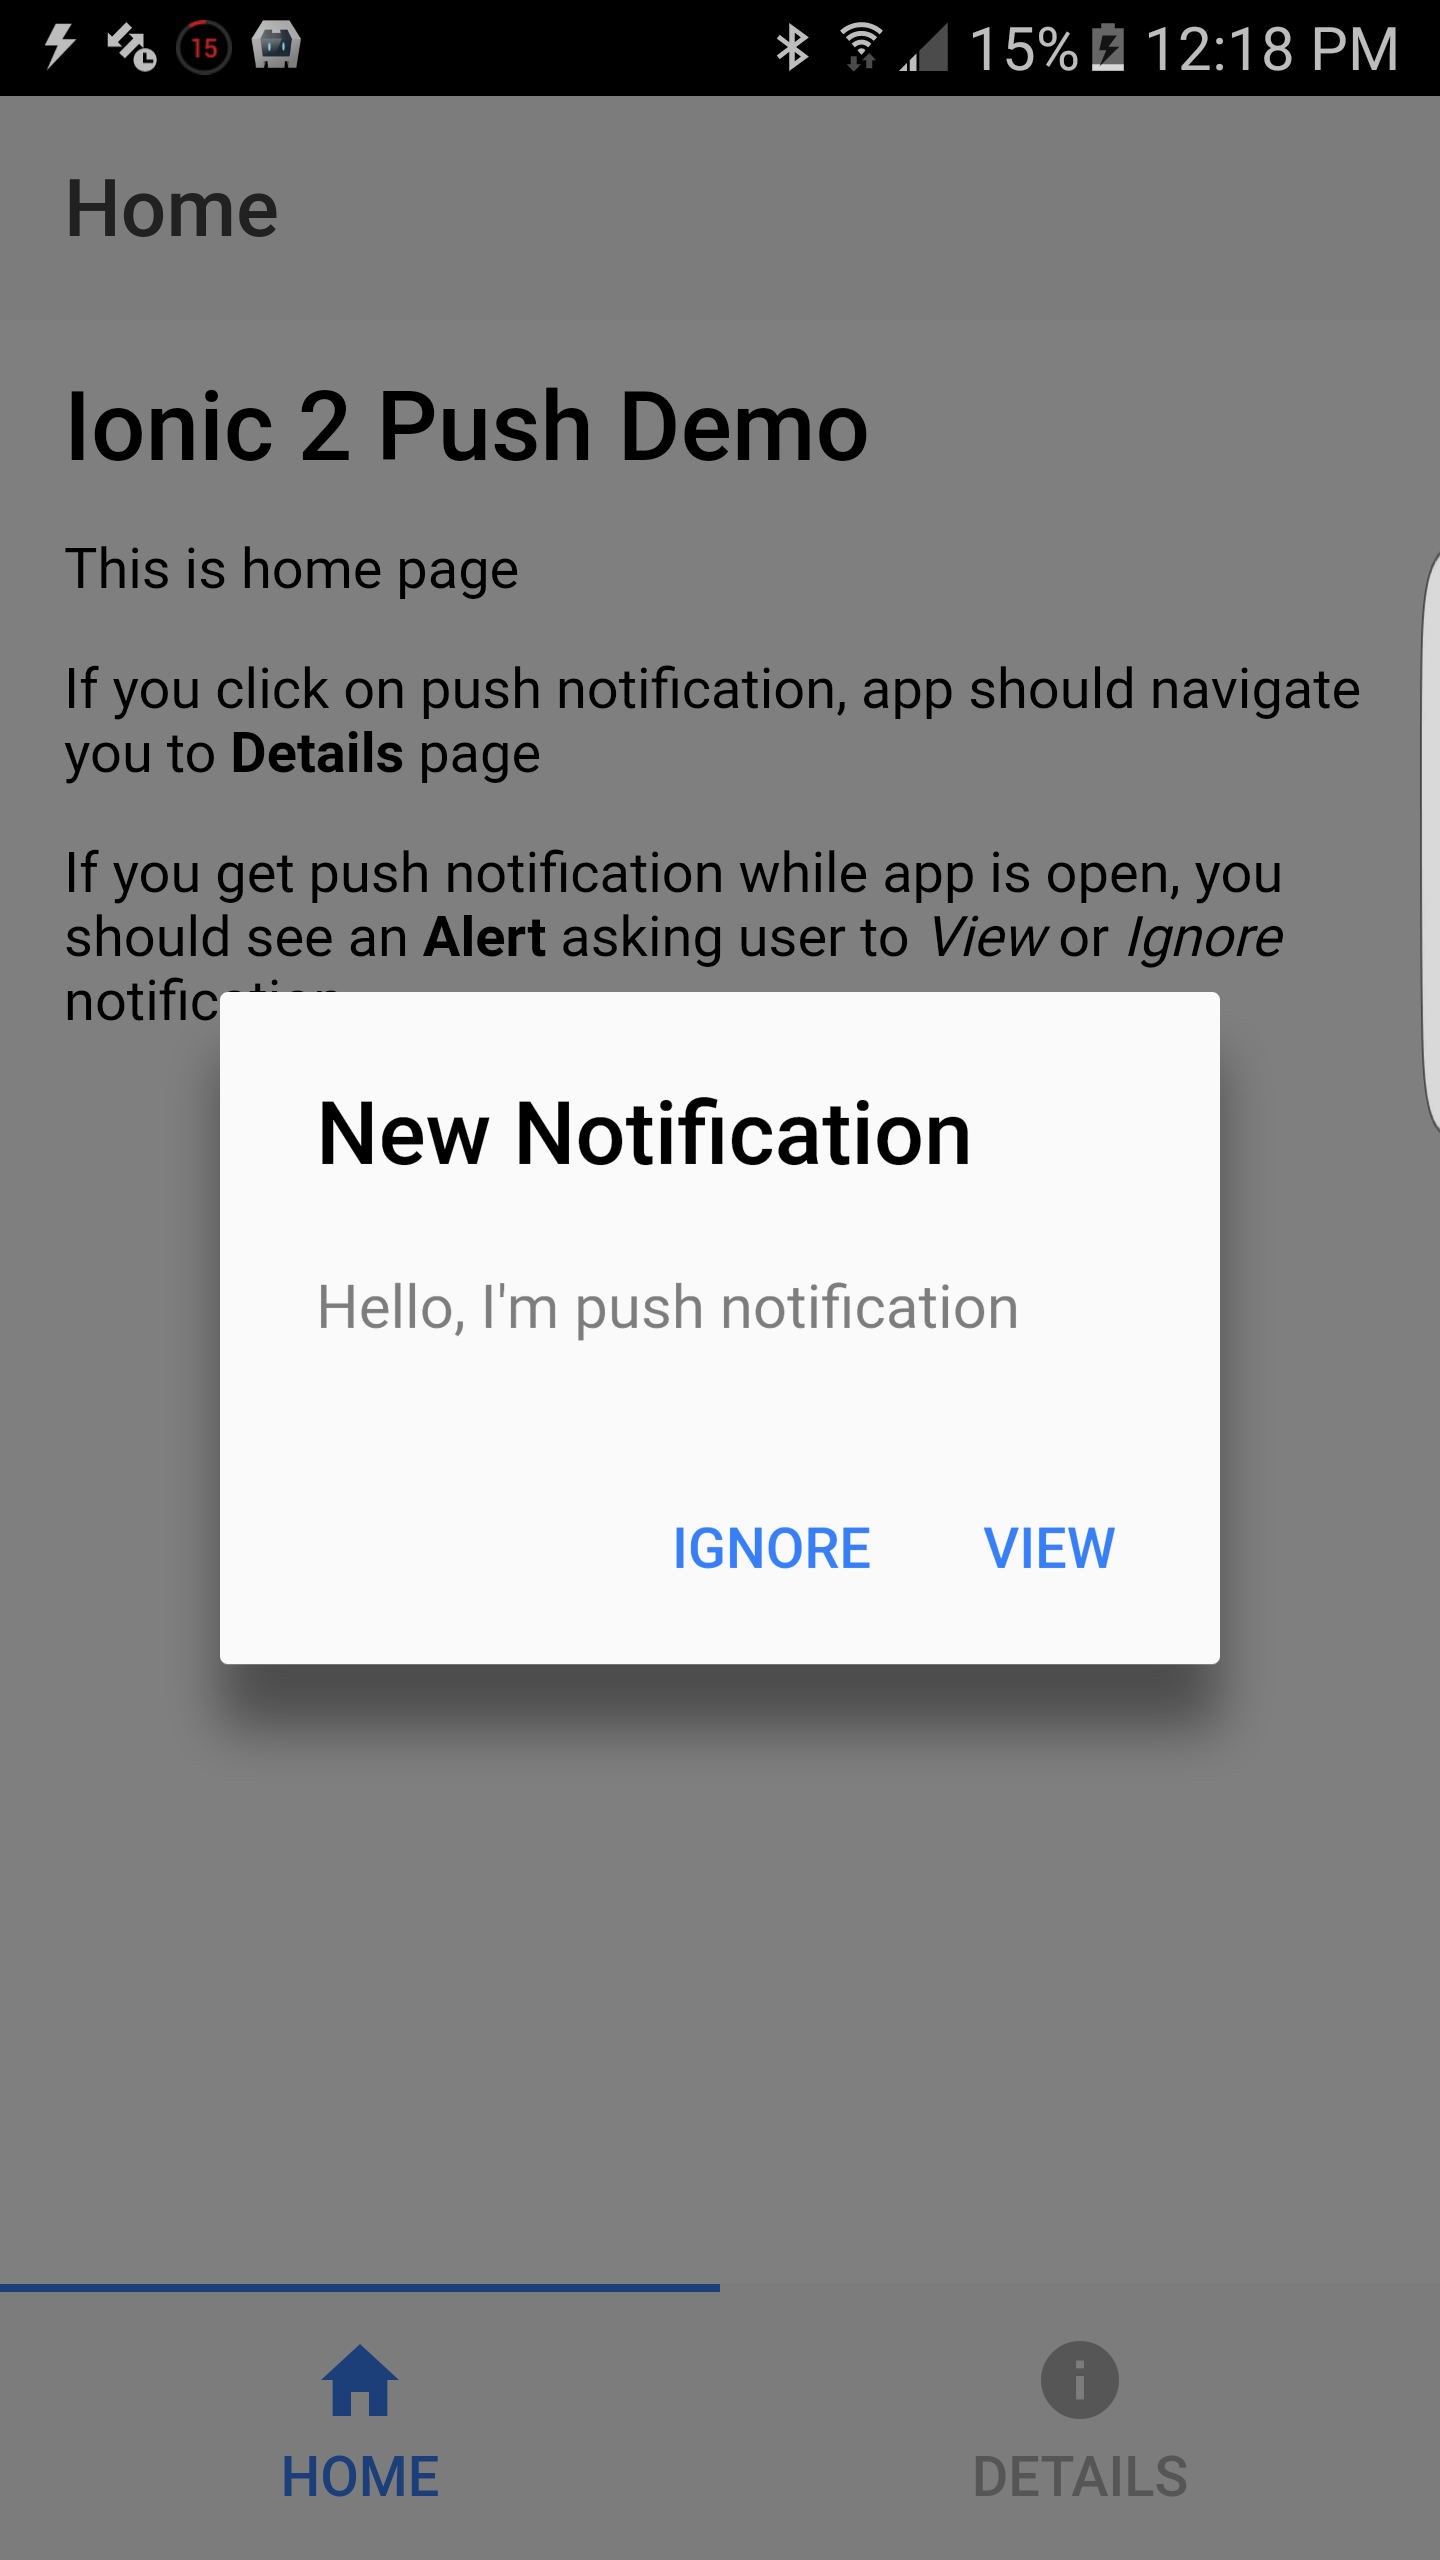 15
15% 12:18 PM
Home
Ionic 2 Push Demo
This is home page
If you click on push notification, app should navigate
you to Details page
If you get push notification while app is open, you
should see an Alert asking user to View or Ignore
New Notification
Hello, I'm push notification
IGNORE VIEW
HOME DETAILS